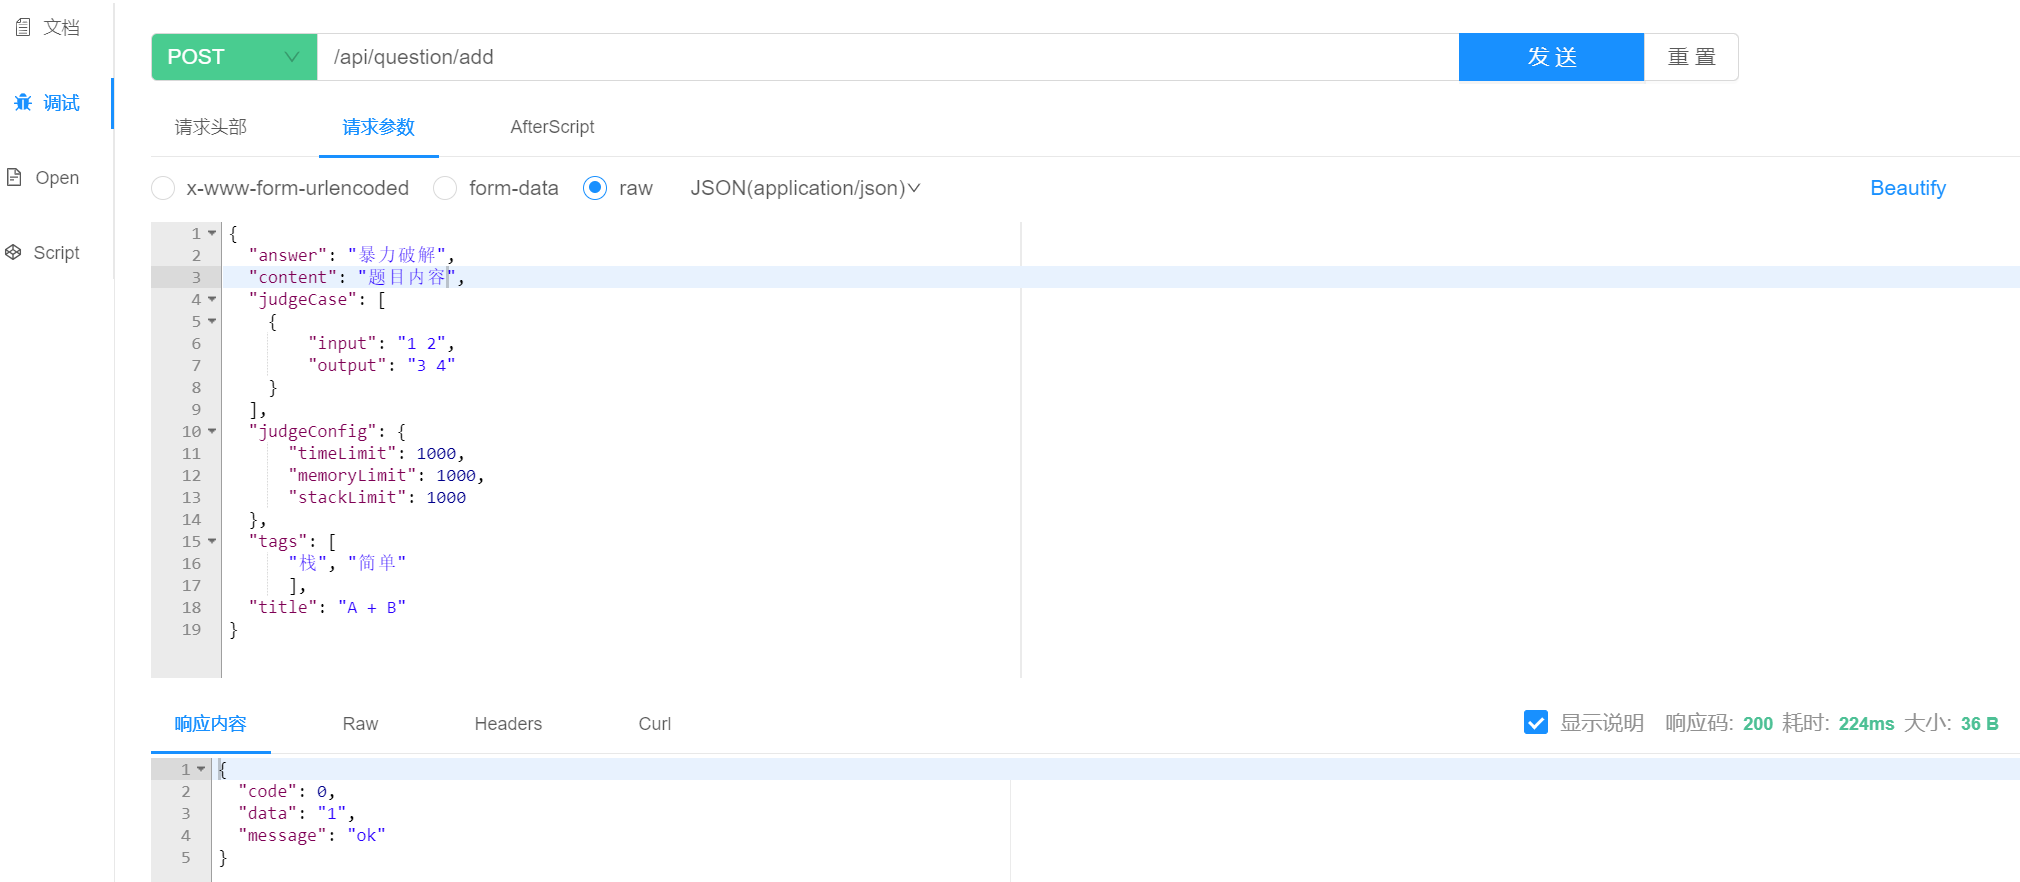 文档
调试
Open
Script
POST /api/question/add 发 送 重 置
请求头部 请求参数 AfterScript
x-www-form-urlencoded form-data raw JSON(application/json) Beautify
1 {
2 "answer": "暴力破解",
3 "content": "题目内容",
4 "judgeCase": [
5 {
6 "input": "1 2",
7 "output": "3 4"
8 }
9 ],
10 "judgeConfig": {
11 "timeLimit": 1000,
12 "memoryLimit": 1000,
13 "stackLimit": 1000
14 },
15 "tags": [
16 "栈", "简单"
17 ],
18 "title": "A + B"
19 }
响应内容 Raw Headers Curl 显示说明 响应码: 200 耗时: 224ms 大小: 36 B
1 {
2 "code": 0,
3 "data": "1",
4 "message": "ok"
5 }